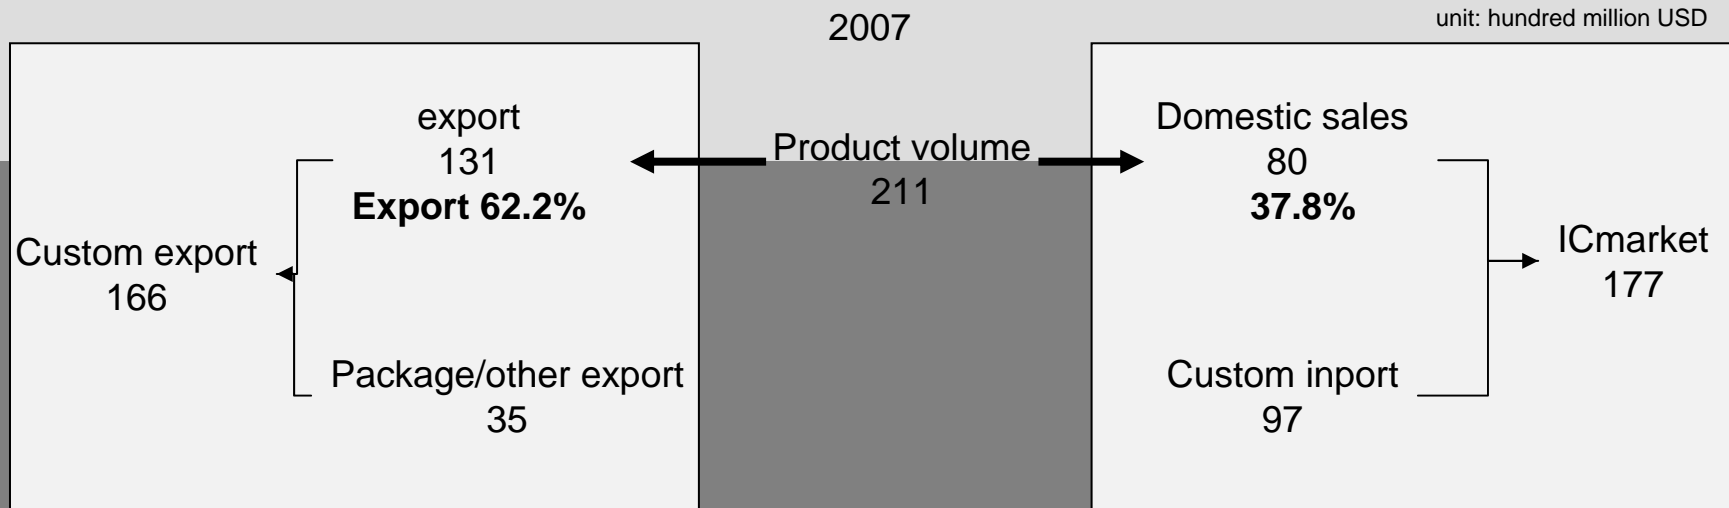 2007
unit: hundred million USD
export
131
Export 62.2%
Custom export
166
Package/other export
35
Product volume
211
Domestic sales
80
37.8%
ICmarket
177
Custom inport
97